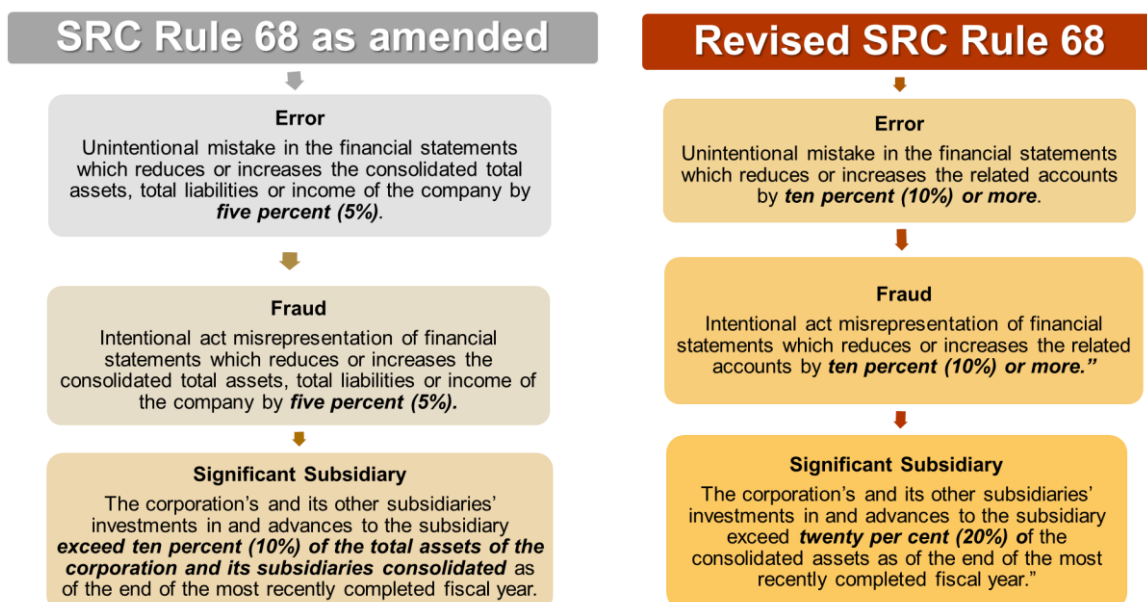 SRC Rule 68 as amended
Error
Unintentional mistake in the financial statements
which reduces or increases the consolidated total
assets, total liabilities or income of the company by
five percent (5%).
Fraud
Intentional act misrepresentation of financial
statements which reduces or increases the
consolidated total assets, total liabilities or income of
the company by five percent (5%).
Significant Subsidiary
The corporation’s and its other subsidiaries’
investments in and advances to the subsidiary
exceed ten percent (10%) of the total assets of the
corporation and its subsidiaries consolidated as
of the end of the most recently completed fiscal year.
Revised SRC Rule 68
Error
Unintentional mistake in the financial statements
which reduces or increases the related accounts
by ten percent (10%) or more.
Fraud
Intentional act misrepresentation of financial
statements which reduces or increases the related
accounts by ten percent (10%) or more.”
Significant Subsidiary
The corporation’s and its other subsidiaries’
investments in and advances to the subsidiary
exceed twenty per cent (20%) of the
consolidated assets as of the end of the most
recently completed fiscal year.”